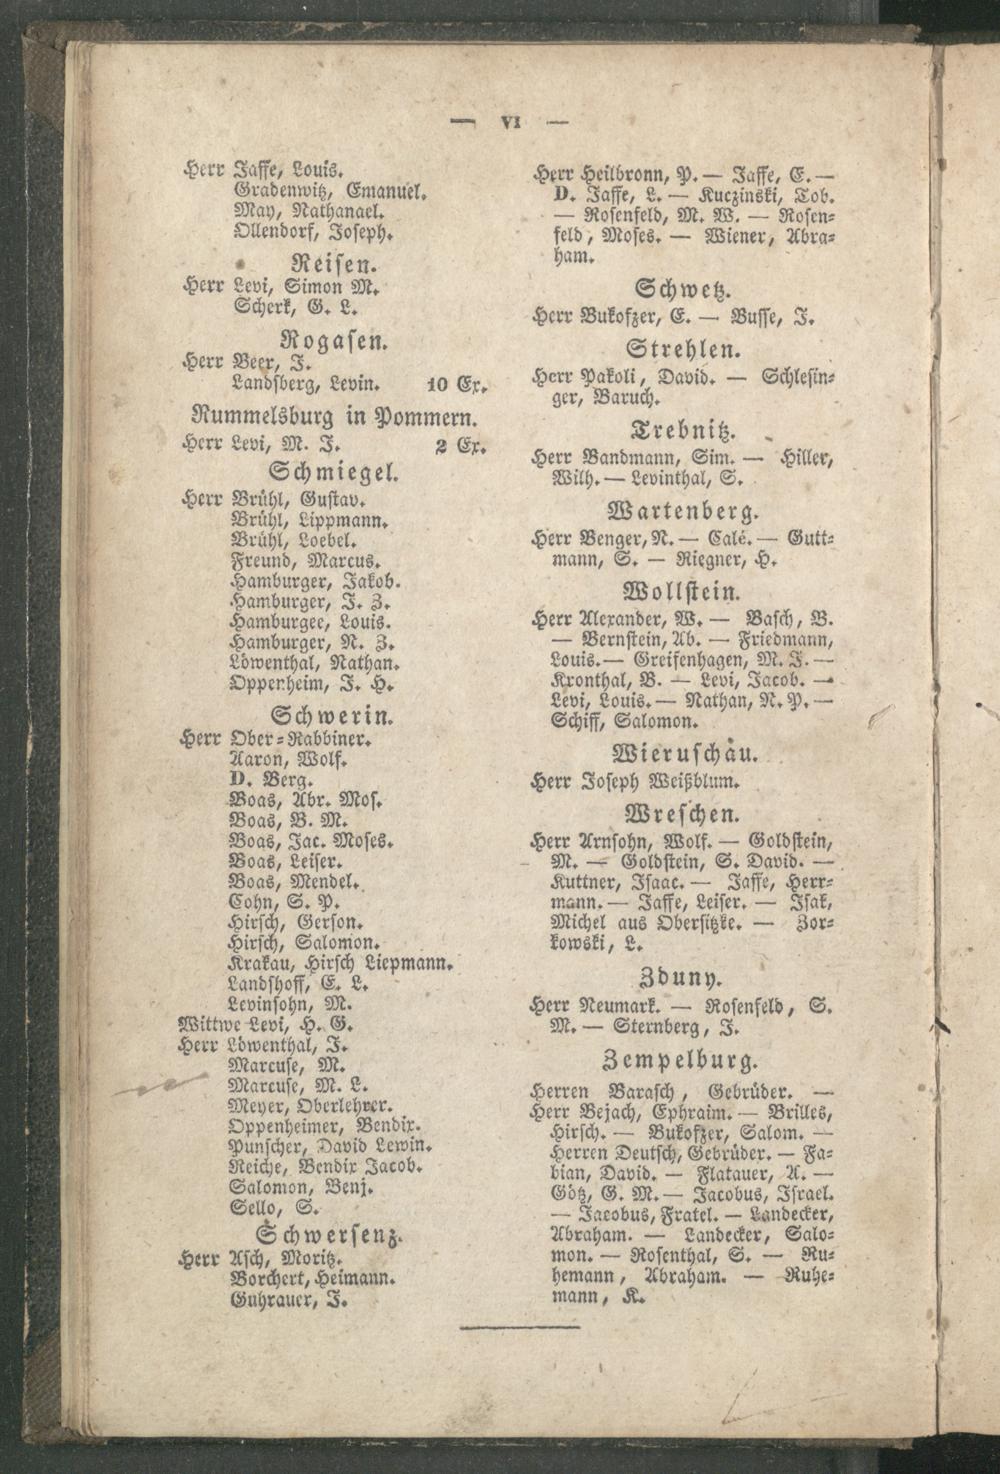 — VI —
Herr Jaffe, Louis.
Gradenwitz, Emanuel.
May, Nathanael.
Ollendorf, Joseph.
Reisen.
Herr Levi, Simon M.
Scherk, G. L.
Rogasen.
Herr Beer, J.
Landsberg, Levin. 10 Ex.
Rummelsburg in Pommern.
Herr Levi, M. J. 2 Ex.
Schmiegel.
Herr Brühl, Gustav.
Brühl, Lippmann.
Brühl, Loebel.
Freund, Marcus.
Hamburger, Jakob.
Hamburger, J. Z.
Hamburgee, Louis.
Hamburger, N. Z.
Löwenthal, Nathan.
Oppenheim, J. H.
Schwerin.
Herr Ober=Rabbiner.
Aaron, Wolf.
D. Berg.
Boas, Abr. Mos.
Boas, B. M.
Boas, Jac. Moses.
Boas, Leiser.
Boas, Mendel.
Cohn, S. P.
Hirsch, Gerson.
Hirsch, Salomon.
Krakau, Hirsch Liepmann.
Landshoff, E. L.
Levinsohn, M.
Wittwe Levi, H. G.
Herr Löwenthal, J.
Marcuse, M.
Marcuse, M. L.
Meyer, Oberlehrer.
Oppenheimer, Bendix.
Punscher, David Lewin.
Reiche, Bendix Jacob.
Salomon, Benj.
Sello, S.
Schwersenz.
Herr Asch, Moritz.
Borchert, Heimann.
Guhrauer, J.
Herr Heilbronn, P. — Jaffe, E. —
D. Jaffe, L. — Kuczinski, Tob.
— Rosenfeld, M. W. — Rosen=
feld, Moses. — Wiener, Abra=
ham.
Schwetz.
Herr Bukofzer, E. — Busse, J.
Strehlen.
Herr Pakoli, David. — Schlesin=
ger, Baruch.
Trebnitz.
Herr Bandmann, Sim. — Hiller,
Wilh. — Levinthal, S.
Wartenberg.
Herr Benger, N. — Calé. — Gutt=
mann, S. — Riegner, H.
Wollstein.
Herr Alexander, W. — Basch, B.
— Bernstein, Ab. — Friedmann,
Louis. — Greifenhagen, M. J. —
Kronthal, B. — Levi, Jacob. —
Levi, Louis. — Nathan, N. P. —
Schiff, Salomon.
Wieruschau.
Herr Joseph Weißblum.
Wreschen.
Herr Arnsohn, Wolf. — Goldstein,
M. — Goldstein, S. David. —
Kuttner, Isaac. — Jaffe, Herr=
mann. — Jaffe, Leiser. — Isak,
Michel aus Obersitzke. — Zor=
kowski, L.
Zduny.
Herr Neumark. — Rosenfeld, S.
M. — Sternberg, J.
Zempelburg.
Herren Barasch, Gebrüder. —
Herr Bejach, Ephraim. — Brilles,
Hirsch. — Bukofzer, Salom. —
Herren Deutsch, Gebrüder. — Fa=
bian, David. — Flatauer, A. —
Götz, G. M. — Jacobus, Israel.
— Jacobus, Fratel. — Landecker,
Abraham. — Landecker, Salo=
mon. — Rosenthal, S. — Ru=
hemann, Abraham. — Ruhe=
mann, K.